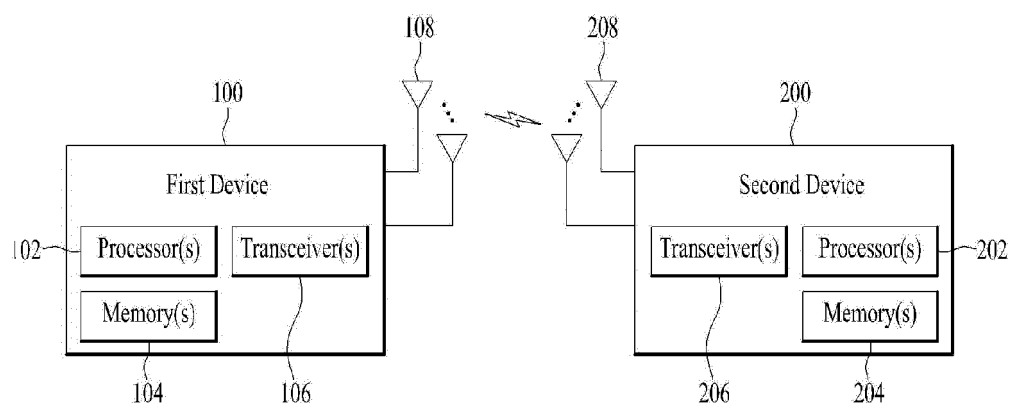 108
208
100
200
First Device
Second Device
102
Processor(s)
Transceiver(s)
Transceiver(s)
Processor(s)
202
Memory(s)
Memory(s)
104
106
206
204